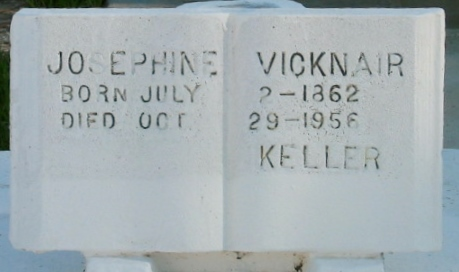 JOSEPHINE VICKNAIR
BORN JULY 2-1862
DIED OCT 29-1956
KELLER